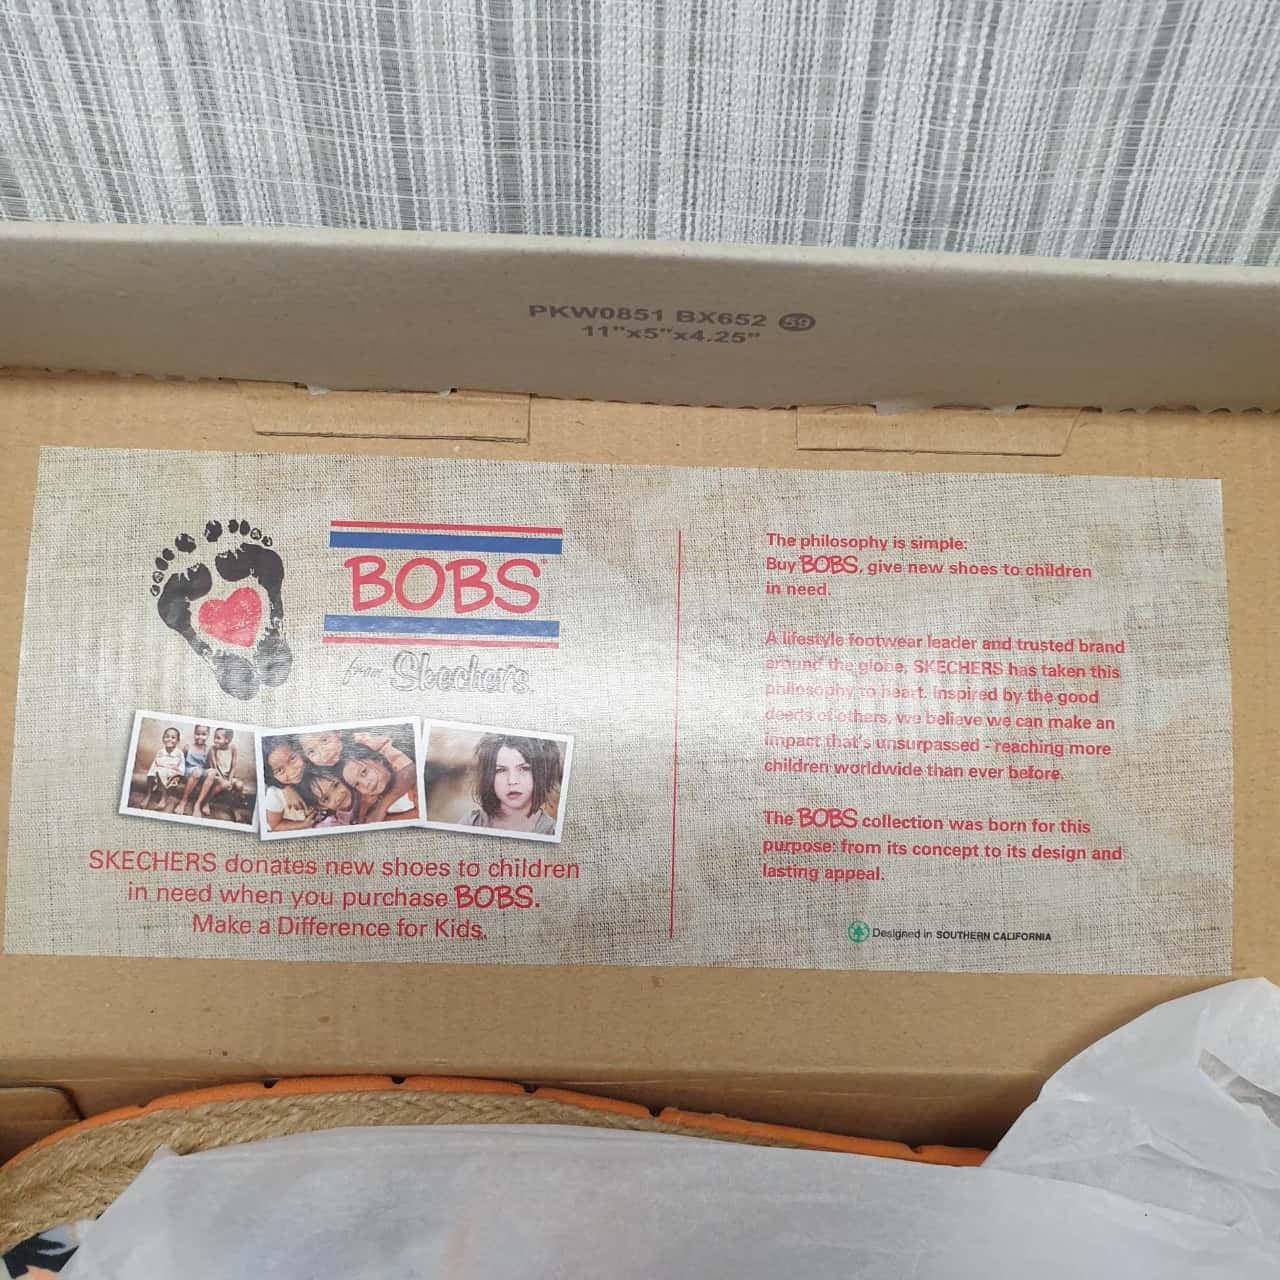 PKW0851 BX652 59
11"x5"x4.25"
BOBS
from Skechers
SKECHERS donates new shoes to children
in need when you purchase BOBS.
Make a Difference for Kids.
The philosophy is simple:
Buy BOBS, give new shoes to children
in need.
A lifestyle footwear leader and trusted brand
around the globe, SKECHERS has taken this
philosophy to heart. Inspired by the good
deeds of others, we believe we can make an
impact that's unsurpassed - reaching more
children worldwide than ever before.
The BOBS collection was born for this
purpose: from its concept to its design and
lasting appeal.
Designed in SOUTHERN CALIFORNIA